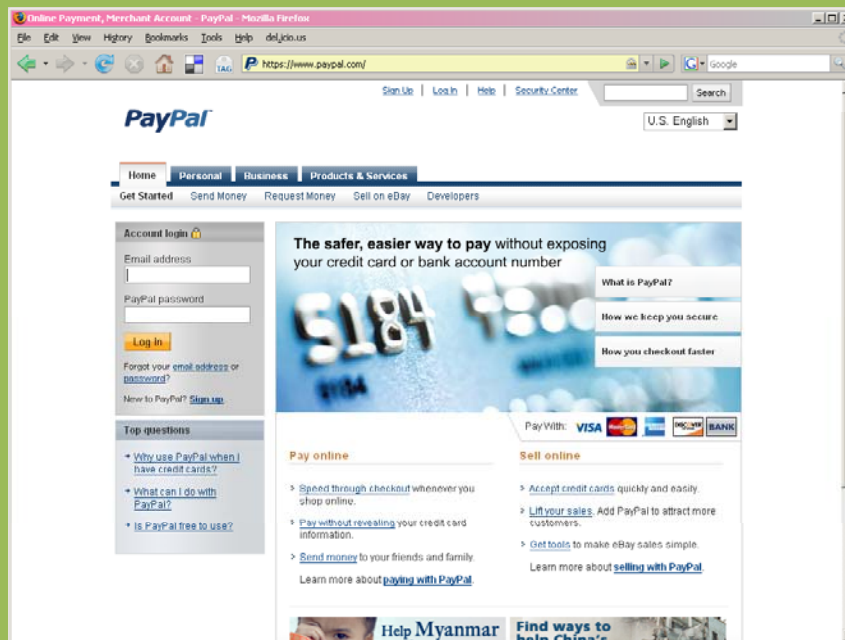 Online Payment, Merchant Account - PayPal - Mozilla Firefox
File Edit View History Bookmarks Tools Help del.icio.us
TAG https://www.paypal.com/ Google
Sign Up | Log In | Help | Security Center Search
PayPal
U.S. English
Home Personal Business Products & Services
Get Started Send Money Request Money Sell on eBay Developers
Account login
Email address
PayPal password
Log In
Forgot your email address or
password?
New to PayPal? Sign up.
Top questions
Why use PayPal when I
have credit cards?
What can I do with
PayPal?
Is PayPal free to use?
The safer, easier way to pay without exposing
your credit card or bank account number
What is PayPal?
How we keep you secure
How you checkout faster
5184
5184
Pay With: VISA MasterCard DISCOVER BANK
Pay online
Speed through checkout whenever you
shop online.
Pay without revealing your credit card
information.
Send money to your friends and family.
Learn more about paying with PayPal.
Sell online
Accept credit cards quickly and easily.
Lift your sales. Add PayPal to attract more
customers.
Get tools to make eBay sales simple.
Learn more about selling with PayPal.
Help Myanmar
Find ways to
help China's